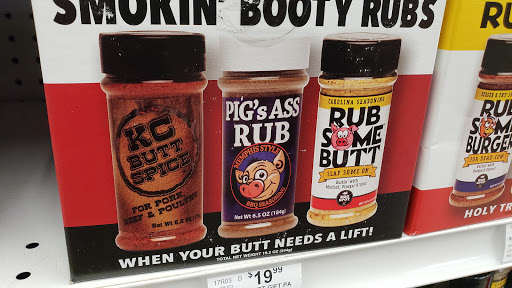 SMOKIN' BOOTY RUBS
KC
BUTT
SPICE
FOR PORK,
BEEF & POULTRY
PIG's ASS
RUB
MEMPHIS STYLE
BBQ SEASONING
Net Wt 6.5 OZ (184g)
CAROLINA SEASONING
RUB
SOME
BUTT
SLAP SOME ON
WHEN YOUR BUTT NEEDS A LIFT!
$19.99
RUB
SOME
BURGER